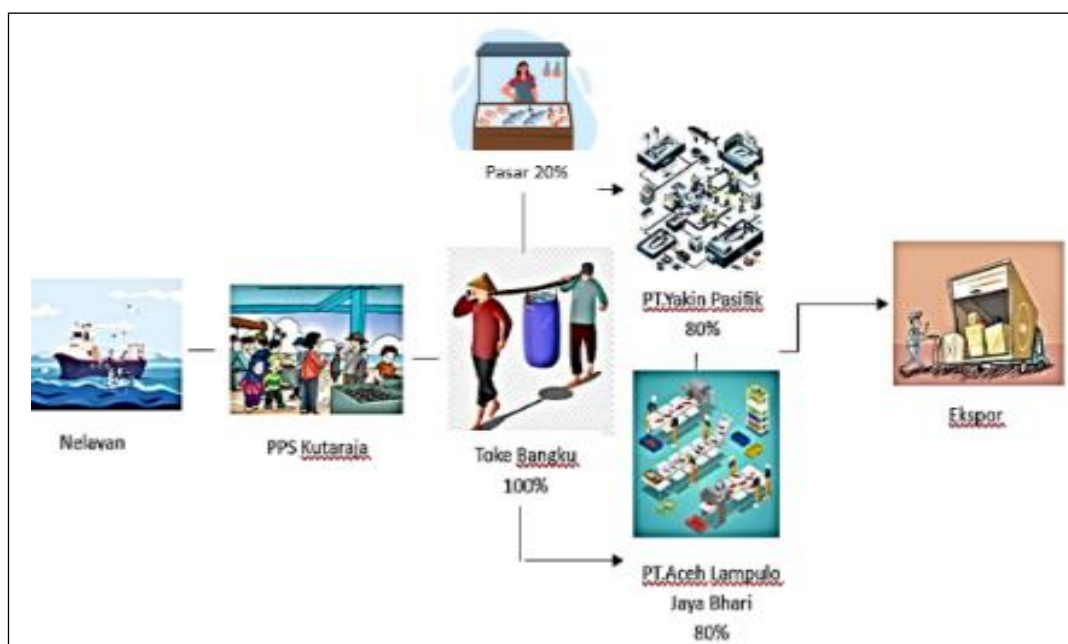 Pasar 20%
PT.Yakin Pasifik
80%
Nelayan
PPS Kutaraja
Toke Bangku
100%
Ekspor
PT.Aceh Lampulo
Jaya Bhari
80%